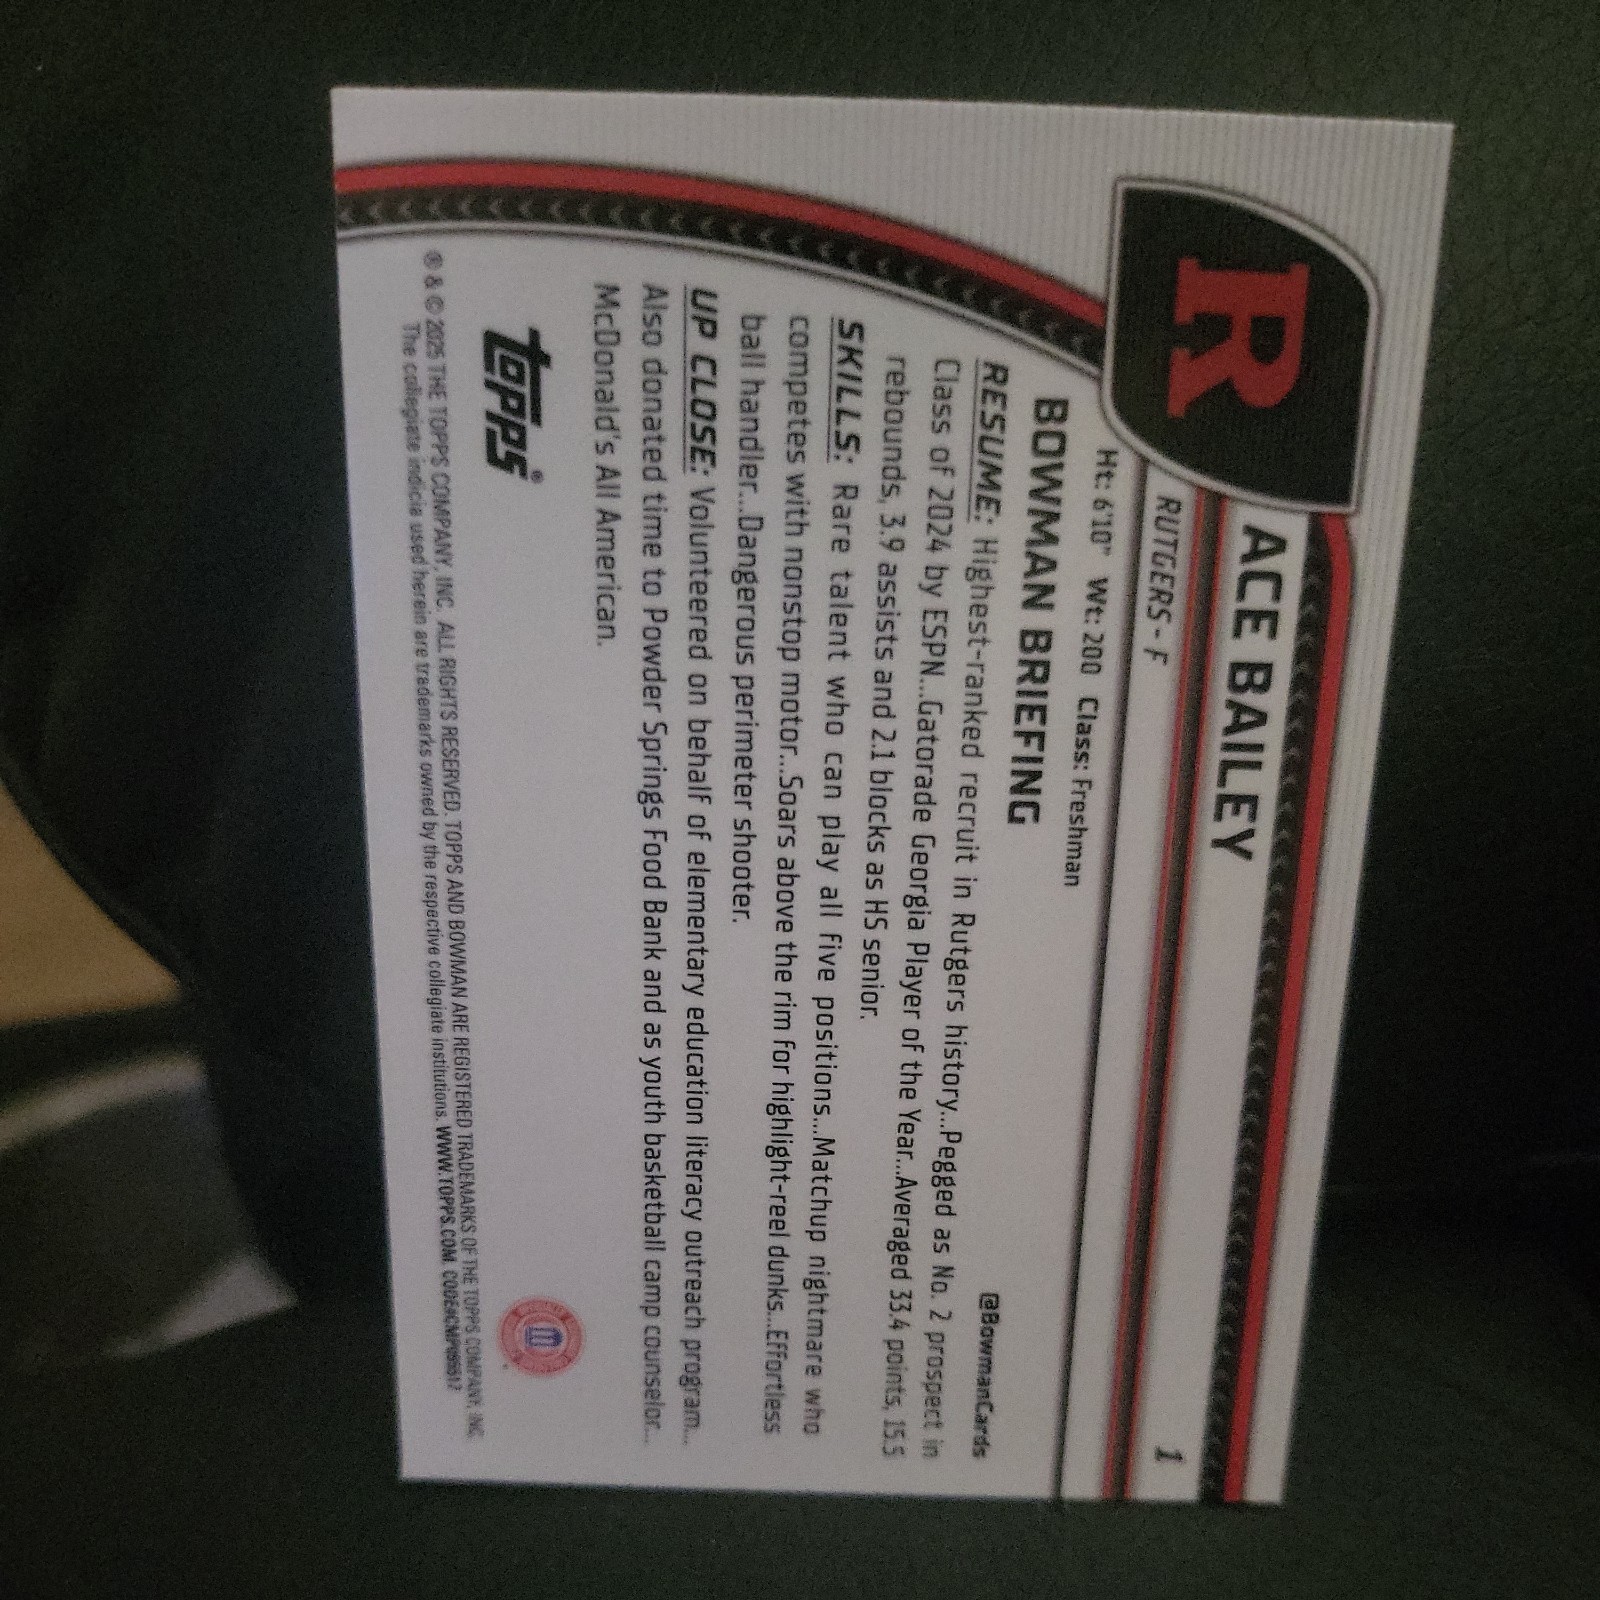 R
ACE BAILEY
RUTGERS - F
1
Ht: 6'10" Wt: 200 Class: Freshman
BOWMAN BRIEFING
@BowmanCards
RESUME: Highest-ranked recruit in Rutgers history...Pegged as No. 2 prospect in
Class of 2024 by ESPN...Gatorade Georgia Player of the Year...Averaged 33.4 points, 15.5
rebounds, 3.9 assists and 2.1 blocks as HS senior.
SKILLS: Rare talent who can play all five positions...Matchup nightmare who
competes with nonstop motor...Soars above the rim for highlight-reel dunks...Effortless
ball handler...Dangerous perimeter shooter.
UP CLOSE: Volunteered on behalf of elementary education literacy outreach program...
Also donated time to Powder Springs Food Bank and as youth basketball camp counselor...
McDonald's All American.
topps®
® & © 2025 THE TOPPS COMPANY, INC. ALL RIGHTS RESERVED. TOPPS AND BOWMAN ARE REGISTERED TRADEMARKS OF THE TOPPS COMPANY, INC.
The collegiate indicia used herein are trademarks owned by the respective collegiate institutions. WWW.TOPPS.COM